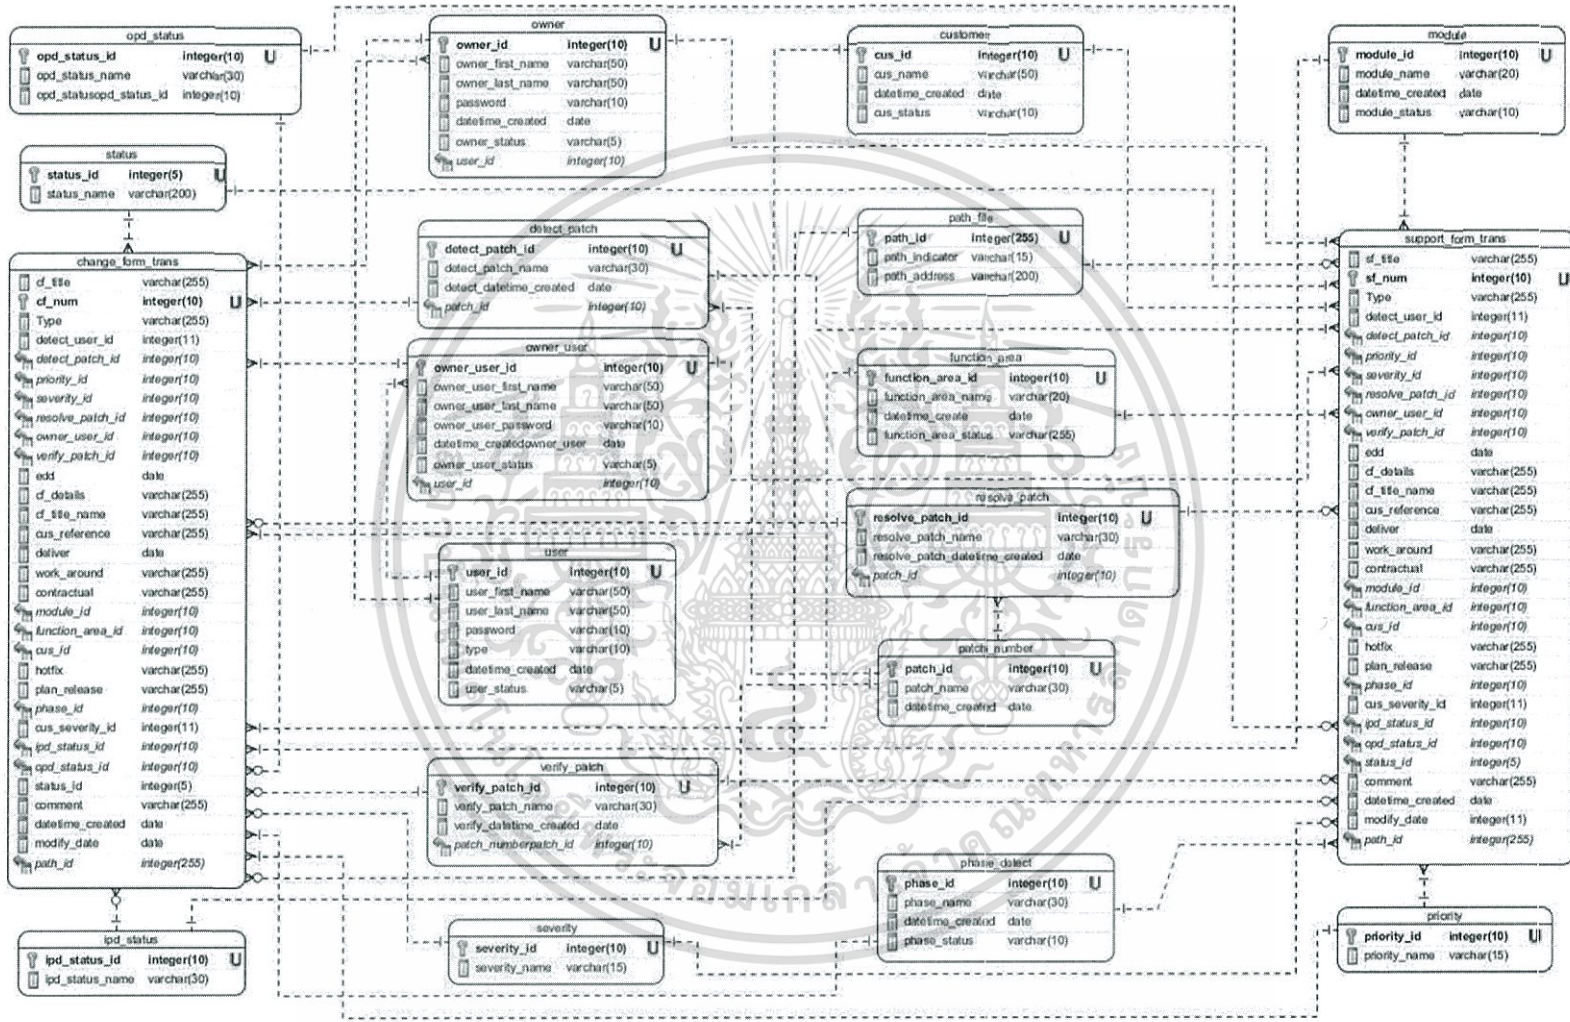 opd_status
opd_status_id integer(10) U
opd_status_name varchar(30)
opd_statusopd_status_id integer(10)
status
status_id integer(5) U
status_name varchar(200)
change_form_trans
cf_title varchar(255)
cf_num integer(10) U
Type varchar(255)
detect_user_id integer(11)
detect_patch_id integer(10)
priority_id integer(10)
severity_id integer(10)
resolve_patch_id integer(10)
owner_user_id integer(10)
verify_patch_id integer(10)
edd date
cf_details varchar(255)
cf_title_name varchar(255)
cus_reference varchar(255)
deliver date
work_around varchar(255)
contractual varchar(255)
module_id integer(10)
function_area_id integer(10)
cus_id integer(10)
hotfix varchar(255)
plan_release varchar(255)
phase_id integer(10)
cus_severity_id integer(11)
ipd_status_id integer(10)
opd_status_id integer(10)
status_id integer(5)
comment varchar(255)
datetime_created date
modify_date date
path_id integer(255)
ipd_status
ipd_status_id integer(10) U
ipd_status_name varchar(30)
owner
owner_id integer(10) U
owner_first_name varchar(50)
owner_last_name varchar(50)
password varchar(10)
datetime_created date
owner_status varchar(5)
user_id integer(10)
detect_patch
detect_patch_id integer(10) U
detect_patch_name varchar(30)
detect_datetime_created date
patch_id integer(10)
owner_user
owner_user_id integer(10) U
owner_user_first_name varchar(50)
owner_user_last_name varchar(50)
owner_user_password varchar(10)
datetime_createdowner_user date
owner_user_status varchar(5)
user_id integer(10)
user
user_id integer(10) U
user_first_name varchar(50)
user_last_name varchar(50)
password varchar(10)
type varchar(10)
datetime_created date
user_status varchar(5)
verify_patch
verify_patch_id integer(10) U
verify_patch_name varchar(30)
verify_datetime_created date
patch_numberpatch_id integer(10)
severity
severity_id integer(10) U
severity_name varchar(15)
customer
cus_id integer(10) U
cus_name varchar(50)
datetime_created date
cus_status varchar(10)
path_file
path_id integer(255) U
path_indicator varchar(15)
path_address varchar(200)
function_area
function_area_id integer(10) U
function_area_name varchar(20)
datetime_create date
function_area_status varchar(255)
resolve_patch
resolve_patch_id integer(10) U
resolve_patch_name varchar(30)
resolve_patch_datetime_created date
patch_id integer(10)
patch_number
patch_id integer(10) U
patch_name varchar(30)
datetime_created date
phase_detect
phase_id integer(10) U
phase_name varchar(30)
datetime_created date
phase_status varchar(10)
module
module_id integer(10) U
module_name varchar(20)
datetime_created date
module_status varchar(10)
support_form_trans
sf_title varchar(255)
sf_num integer(10) U
Type varchar(255)
detect_user_id integer(11)
detect_patch_id integer(10)
priority_id integer(10)
severity_id integer(10)
resolve_patch_id integer(10)
owner_user_id integer(10)
verify_patch_id integer(10)
edd date
cf_details varchar(255)
cf_title_name varchar(255)
cus_reference varchar(255)
deliver date
work_around varchar(255)
contractual varchar(255)
module_id integer(10)
function_area_id integer(10)
cus_id integer(10)
hotfix varchar(255)
plan_release varchar(255)
phase_id integer(10)
cus_severity_id integer(11)
ipd_status_id integer(10)
opd_status_id integer(10)
status_id integer(5)
comment varchar(255)
datetime_created date
modify_date integer(11)
path_id integer(255)
priority
priority_id integer(10) U
priority_name varchar(15)